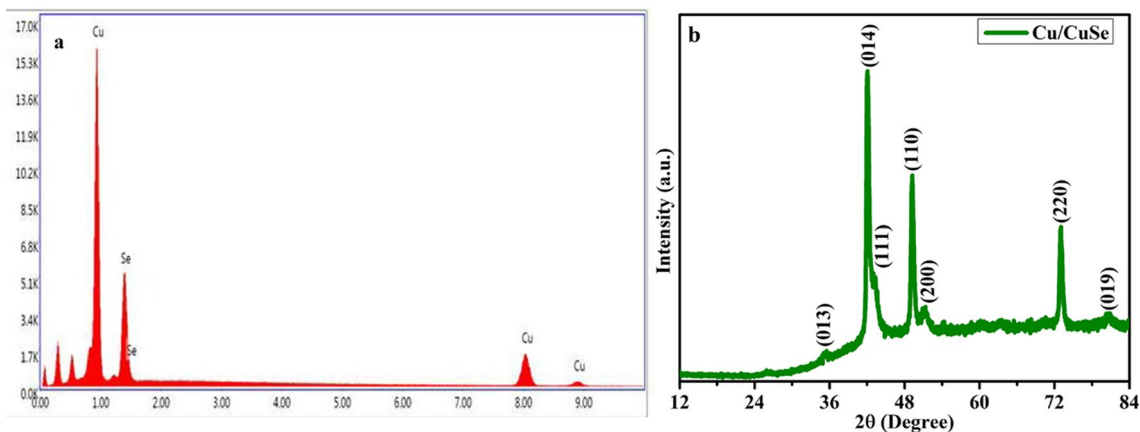 a
17.0K
15.3K
13.6K
11.9K
10.2K
8.5K
6.8K
5.1K
3.4K
1.7K
0.0K
Cu
Se
Se
Cu
Cu
0.00 1.00 2.00 3.00 4.00 5.00 6.00 7.00 8.00 9.00
b
Cu/CuSe
Intensity (a.u.)
(013)
(014)
(111)
(110)
(200)
(220)
(019)
12 24 36 48 60 72 84
2θ (Degree)